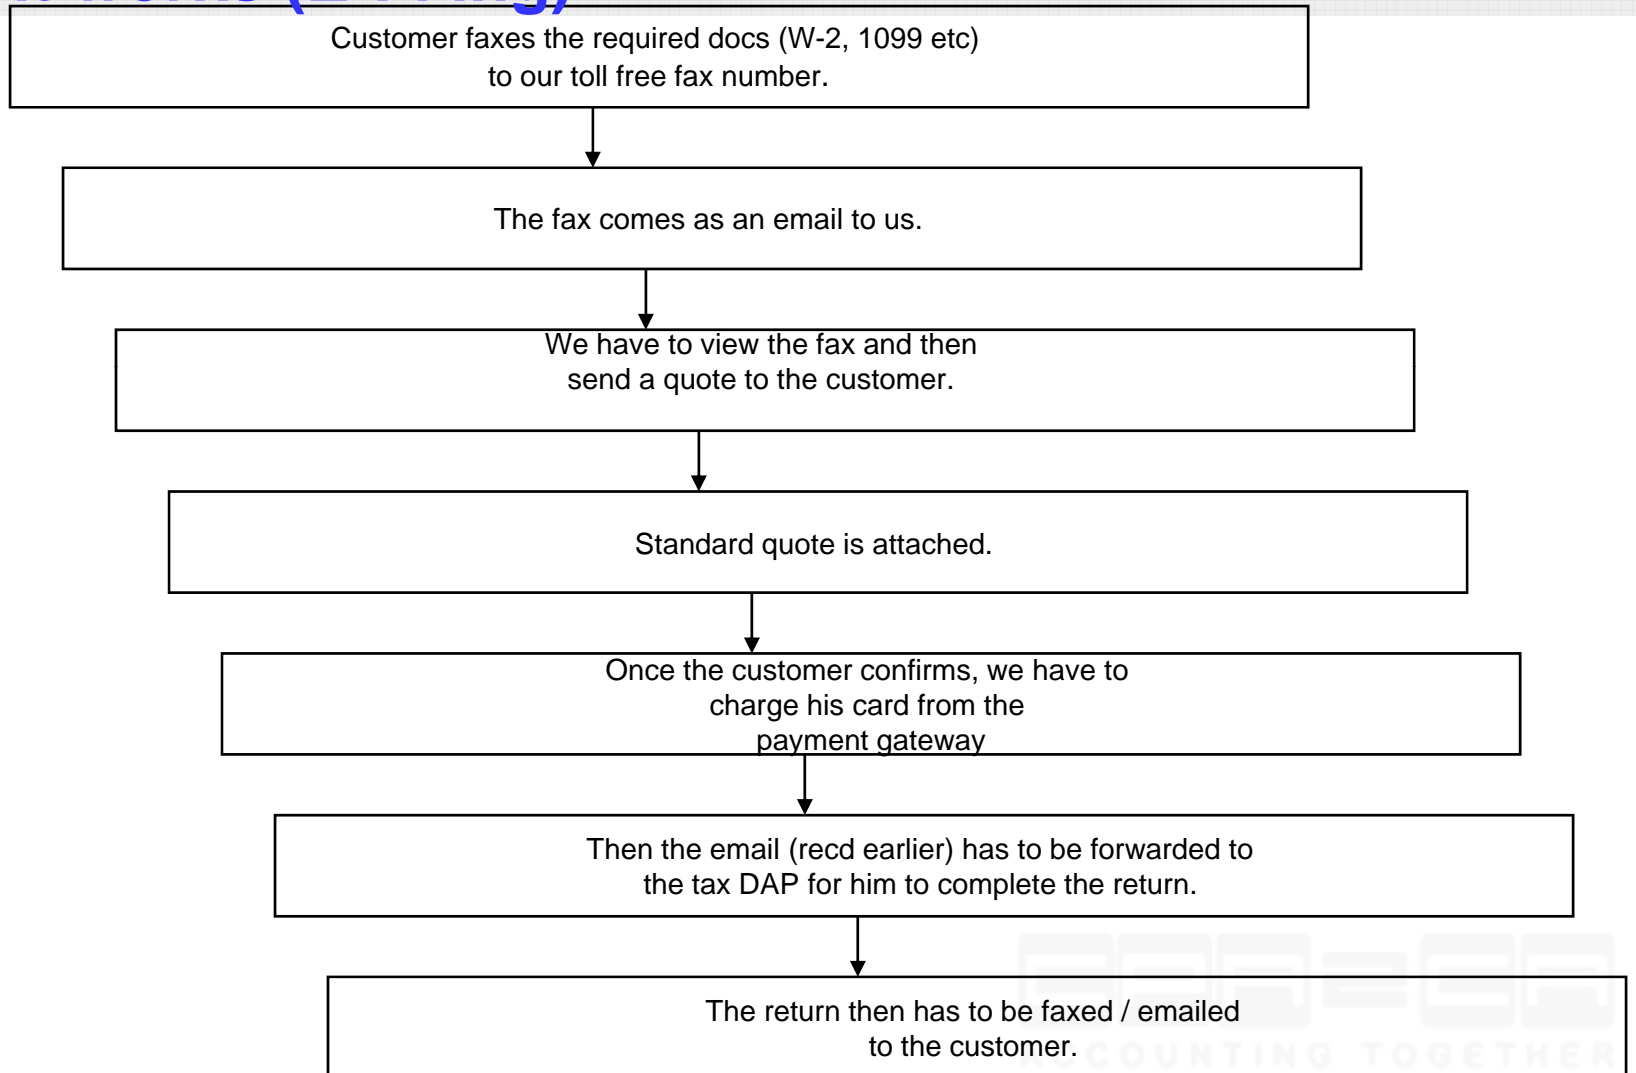 Customer faxes the required docs (W-2, 1099 etc)
to our toll free fax number.
The fax comes as an email to us.
We have to view the fax and then
send a quote to the customer.
Standard quote is attached.
Once the customer confirms, we have to
charge his card from the
payment gateway
Then the email (recd earlier) has to be forwarded to
the tax DAP for him to complete the return.
The return then has to be faxed / emailed
to the customer.
COUNTING TOGETHER